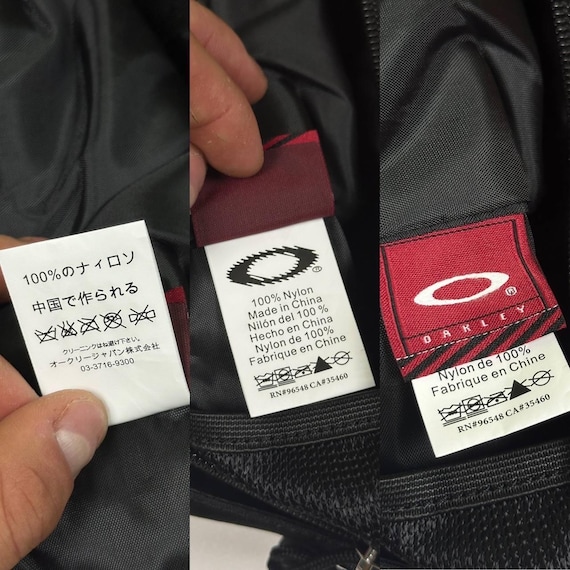 100%のナイロソ
中国で作られる
クリーニングはお避け下さい。
オークリージャパン株式会社
03-3716-9300
®
100% Nylon
Made in China
Nilón del 100 %
Hecho en China
Nylon de 100%
Fabrique en Chine
RN#96548 CA#35460
®
OAKLEY
Nylon de 100%
Fabrique en Chine
RN#96548 CA#35460